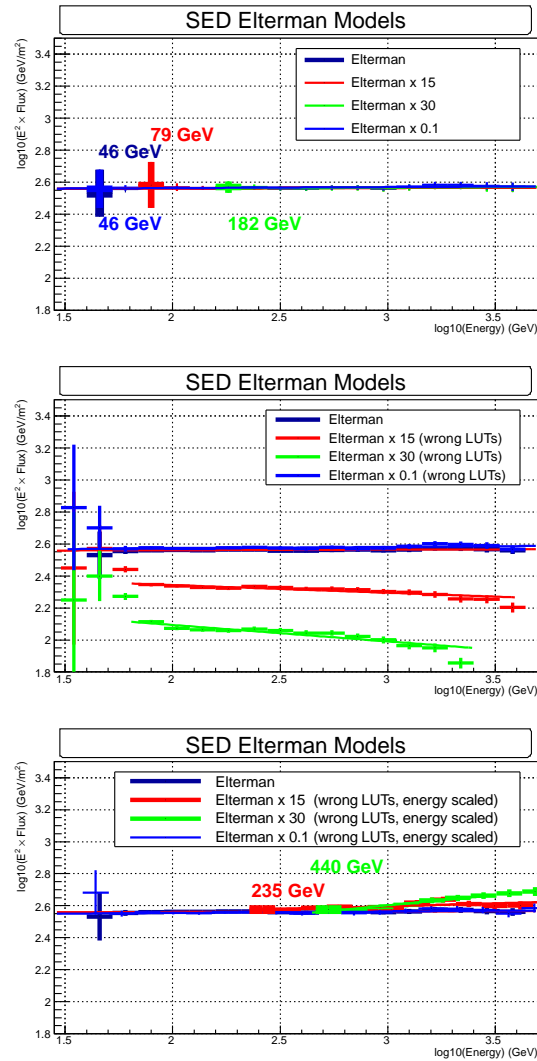 SED Elterman Models
log10(E² × Flux) (GeV/m²)
3.4
3.2
3
2.8
2.6
2.4
2.2
2
1.8
Elterman
Elterman x 15
Elterman x 30
Elterman x 0.1
79 GeV
46 GeV
46 GeV
182 GeV
1.5 2 2.5 3 3.5
log10(Energy) (GeV)
SED Elterman Models
log10(E² × Flux) (GeV/m²)
3.4
3.2
3
2.8
2.6
2.4
2.2
2
1.8
Elterman
Elterman x 15 (wrong LUTs)
Elterman x 30 (wrong LUTs)
Elterman x 0.1 (wrong LUTs)
1.5 2 2.5 3 3.5
log10(Energy) (GeV)
SED Elterman Models
log10(E² × Flux) (GeV/m²)
3.4
3.2
3
2.8
2.6
2.4
2.2
2
1.8
Elterman
Elterman x 15 (wrong LUTs, energy scaled)
Elterman x 30 (wrong LUTs, energy scaled)
Elterman x 0.1 (wrong LUTs, energy scaled)
440 GeV
235 GeV
1.5 2 2.5 3 3.5
log10(Energy) (GeV)